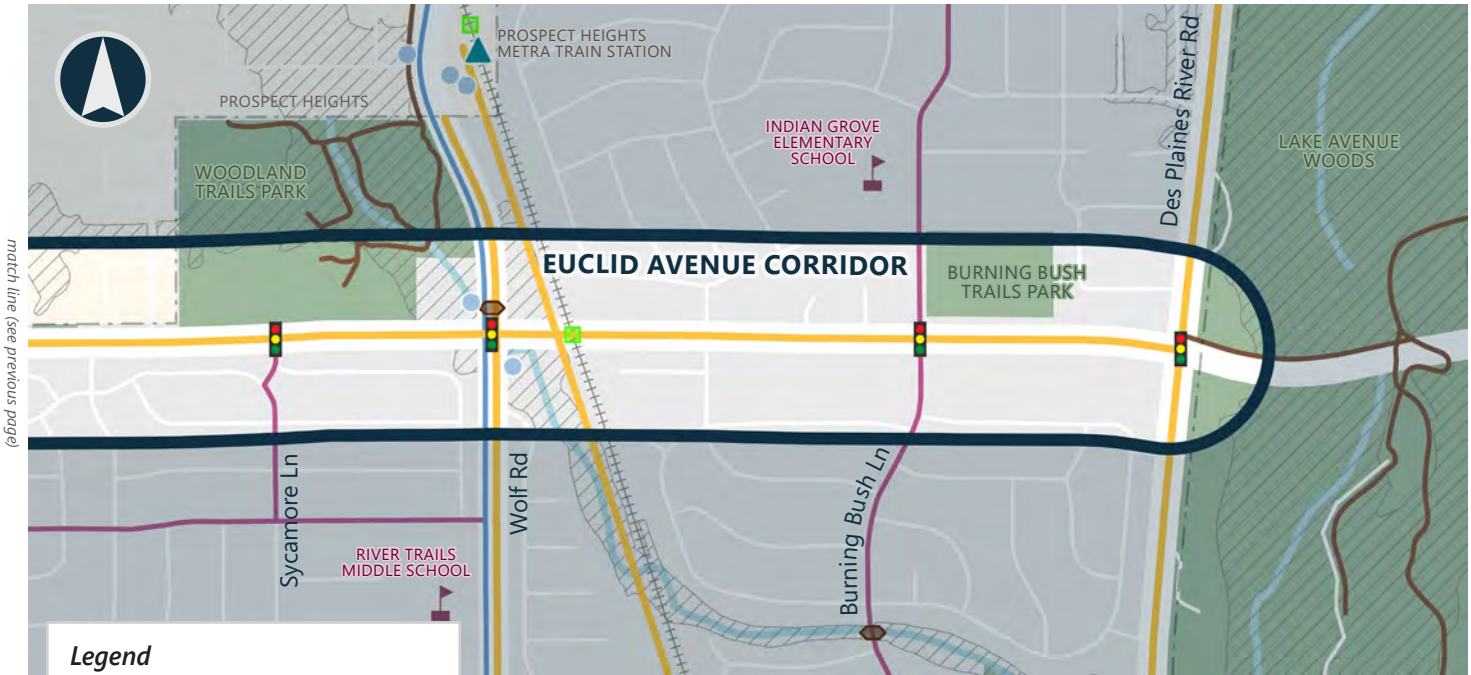 PROSPECT HEIGHTS
METRA TRAIN STATION
PROSPECT HEIGHTS
WOODLAND
TRAILS PARK
INDIAN GROVE
ELEMENTARY
SCHOOL
Des Plaines River Rd
LAKE AVENUE
WOODS
match line (see previous page)
EUCLID AVENUE CORRIDOR
BURNING BUSH
TRAILS PARK
Sycamore Ln
Wolf Rd
Burning Bush Ln
RIVER TRAILS
MIDDLE SCHOOL
Legend